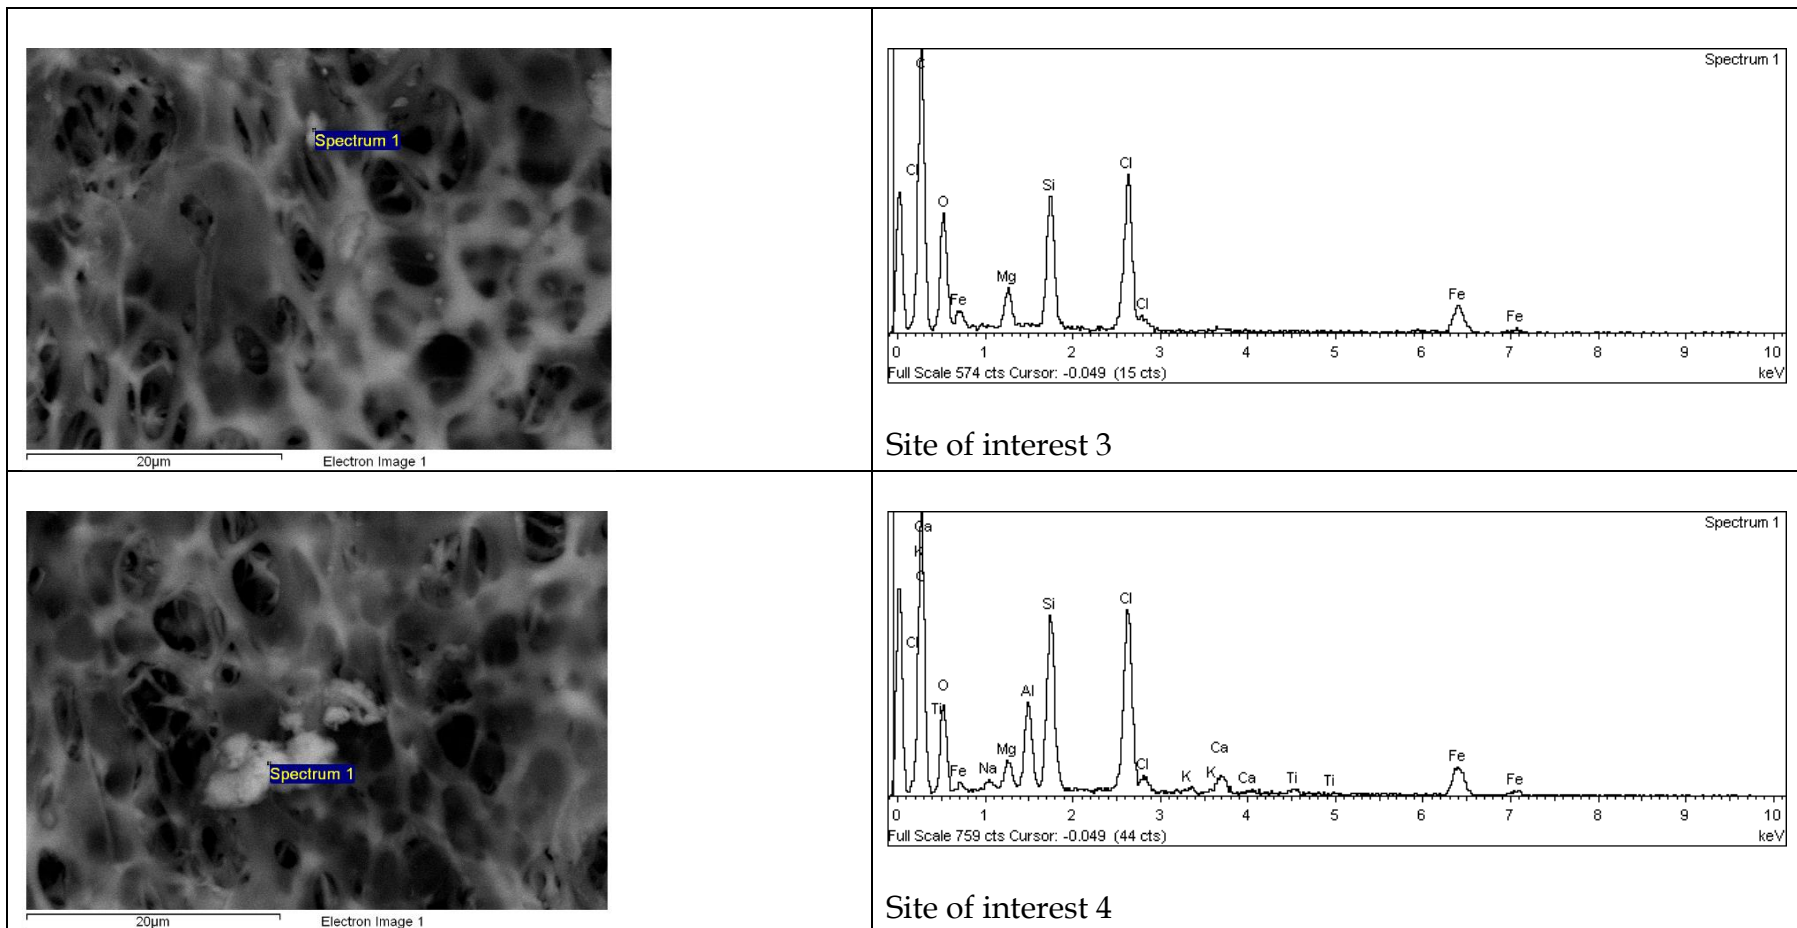 Spectrum 1
20µm Electron Image 1
Spectrum 1
C
Cl
O
Fe
Mg
Si
Cl
Cl
Fe
Fe
0 1 2 3 4 5 6 7 8 9 10
Full Scale 574 cts Cursor: -0.049 (15 cts) keV
Site of interest 3
Spectrum 1
20µm Electron Image 1
Spectrum 1
Ca
K
C
Cl
O
Ti
Fe
Na
Mg
Al
Si
Cl
Cl
K
K
Ca
Ca
Ti
Ti
Fe
Fe
0 1 2 3 4 5 6 7 8 9 10
Full Scale 759 cts Cursor: -0.049 (44 cts) keV
Site of interest 4